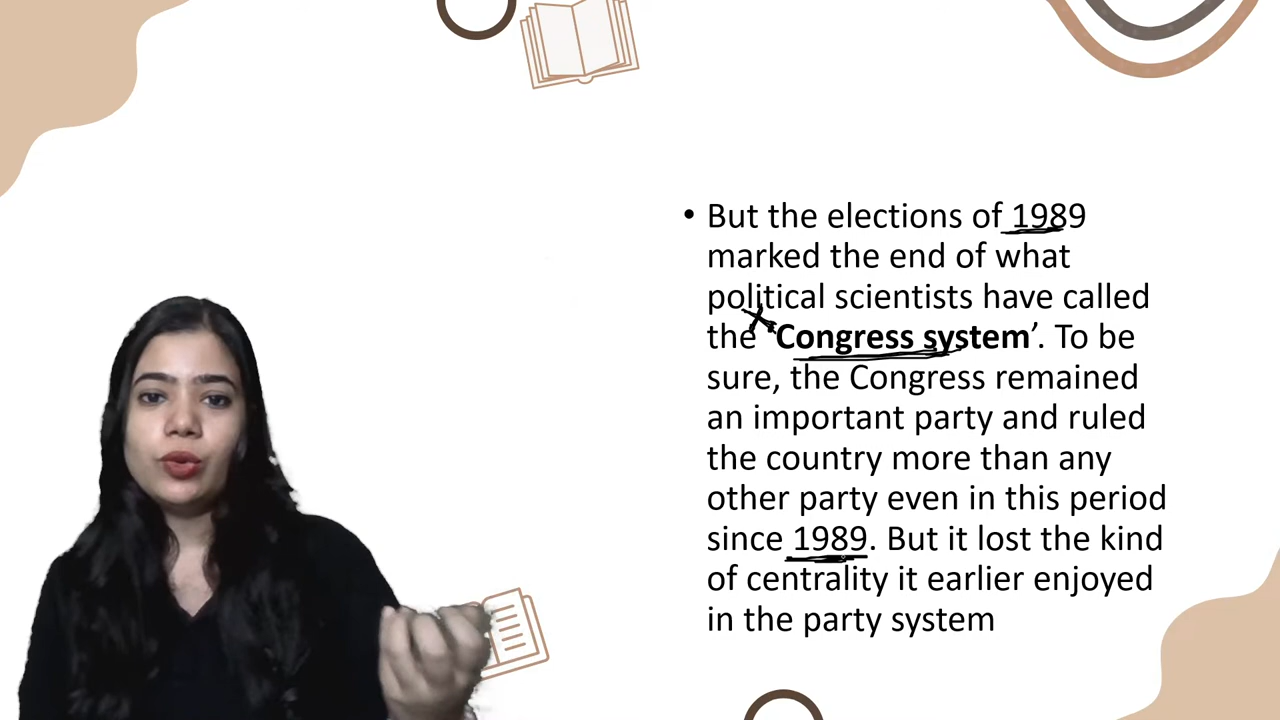 • But the elections of 1989
marked the end of what
political scientists have called
the ‘Congress system’. To be
sure, the Congress remained
an important party and ruled
the country more than any
other party even in this period
since 1989. But it lost the kind
of centrality it earlier enjoyed
in the party system